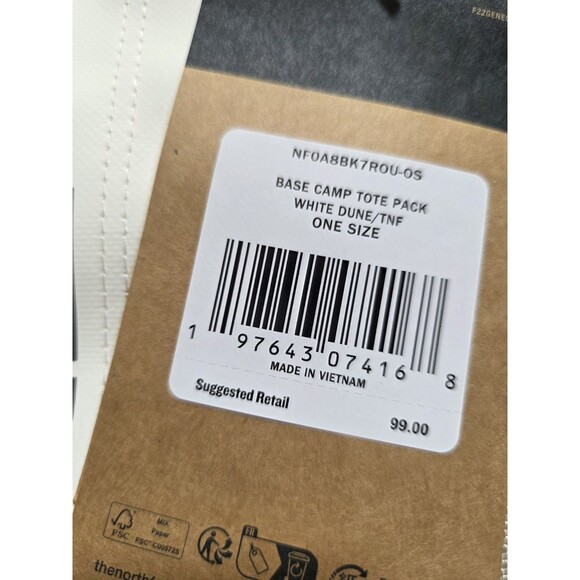 NF0A8BK7ROU-OS
BASE CAMP TOTE PACK
WHITE DUNE/TNF
ONE SIZE
1 97643 07416 8
MADE IN VIETNAM
Suggested Retail 99.00
MIX
Paper
FSC
FR